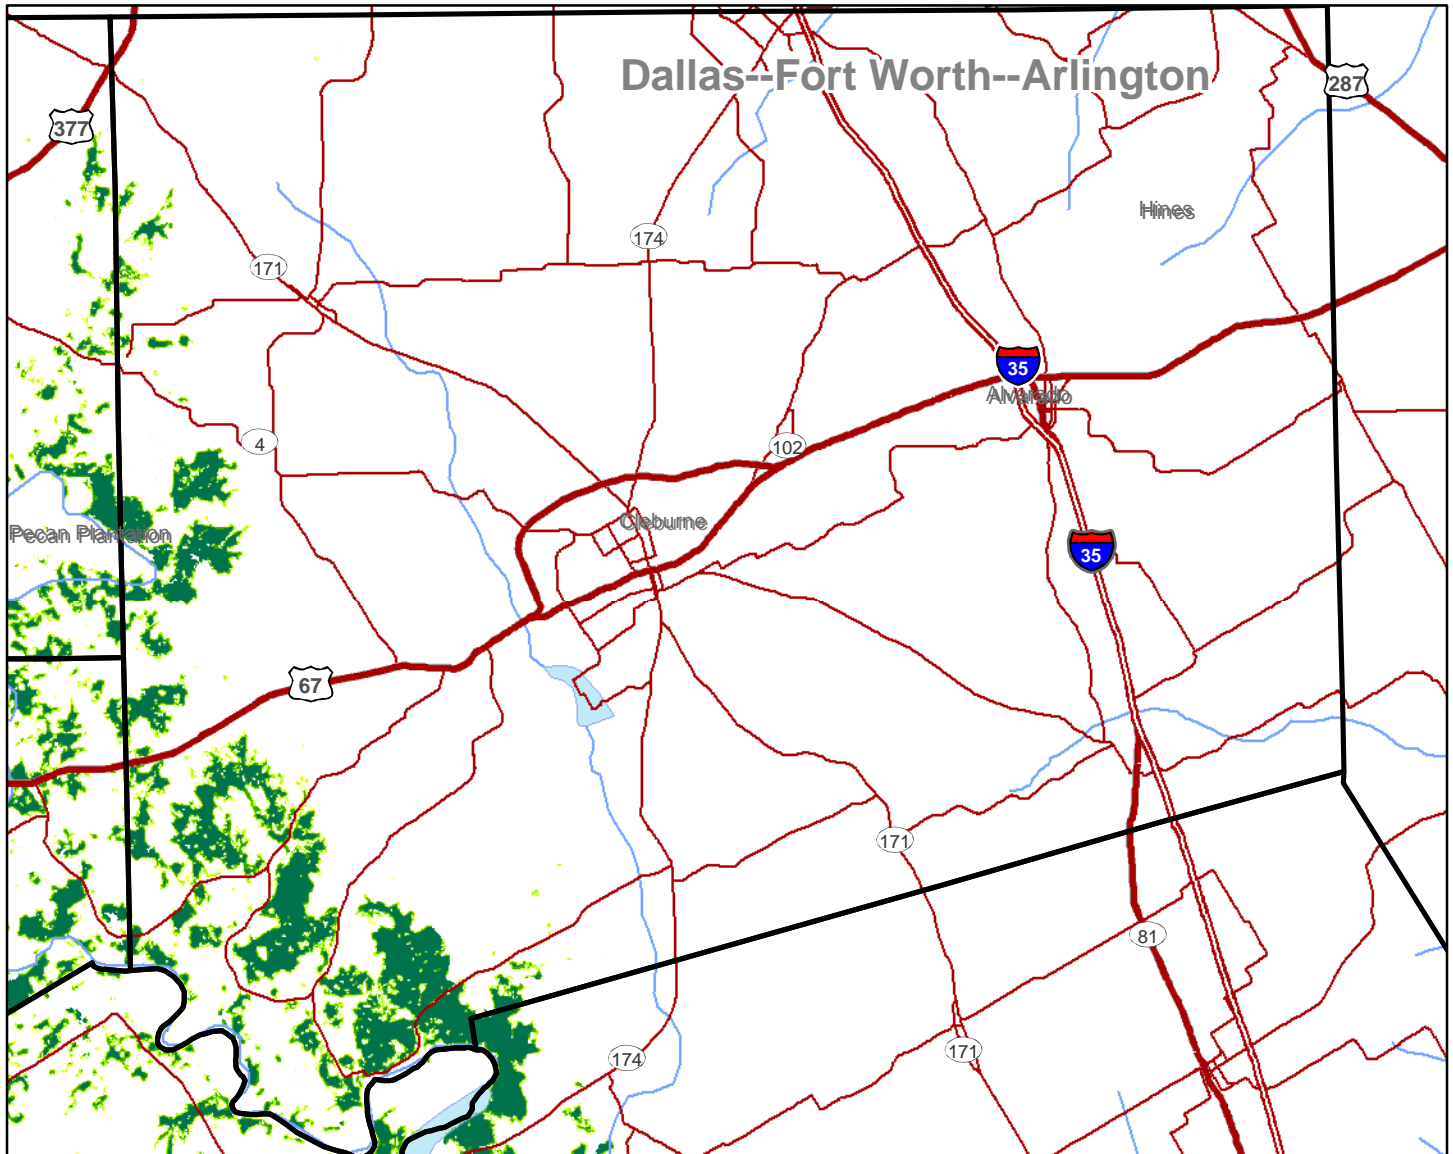 Dallas--Fort Worth--Arlington
287
377
Hines
174
171
35
Alvarado
4
102
Cleburne
Pecan Plantation
35
67
171
81
171
174